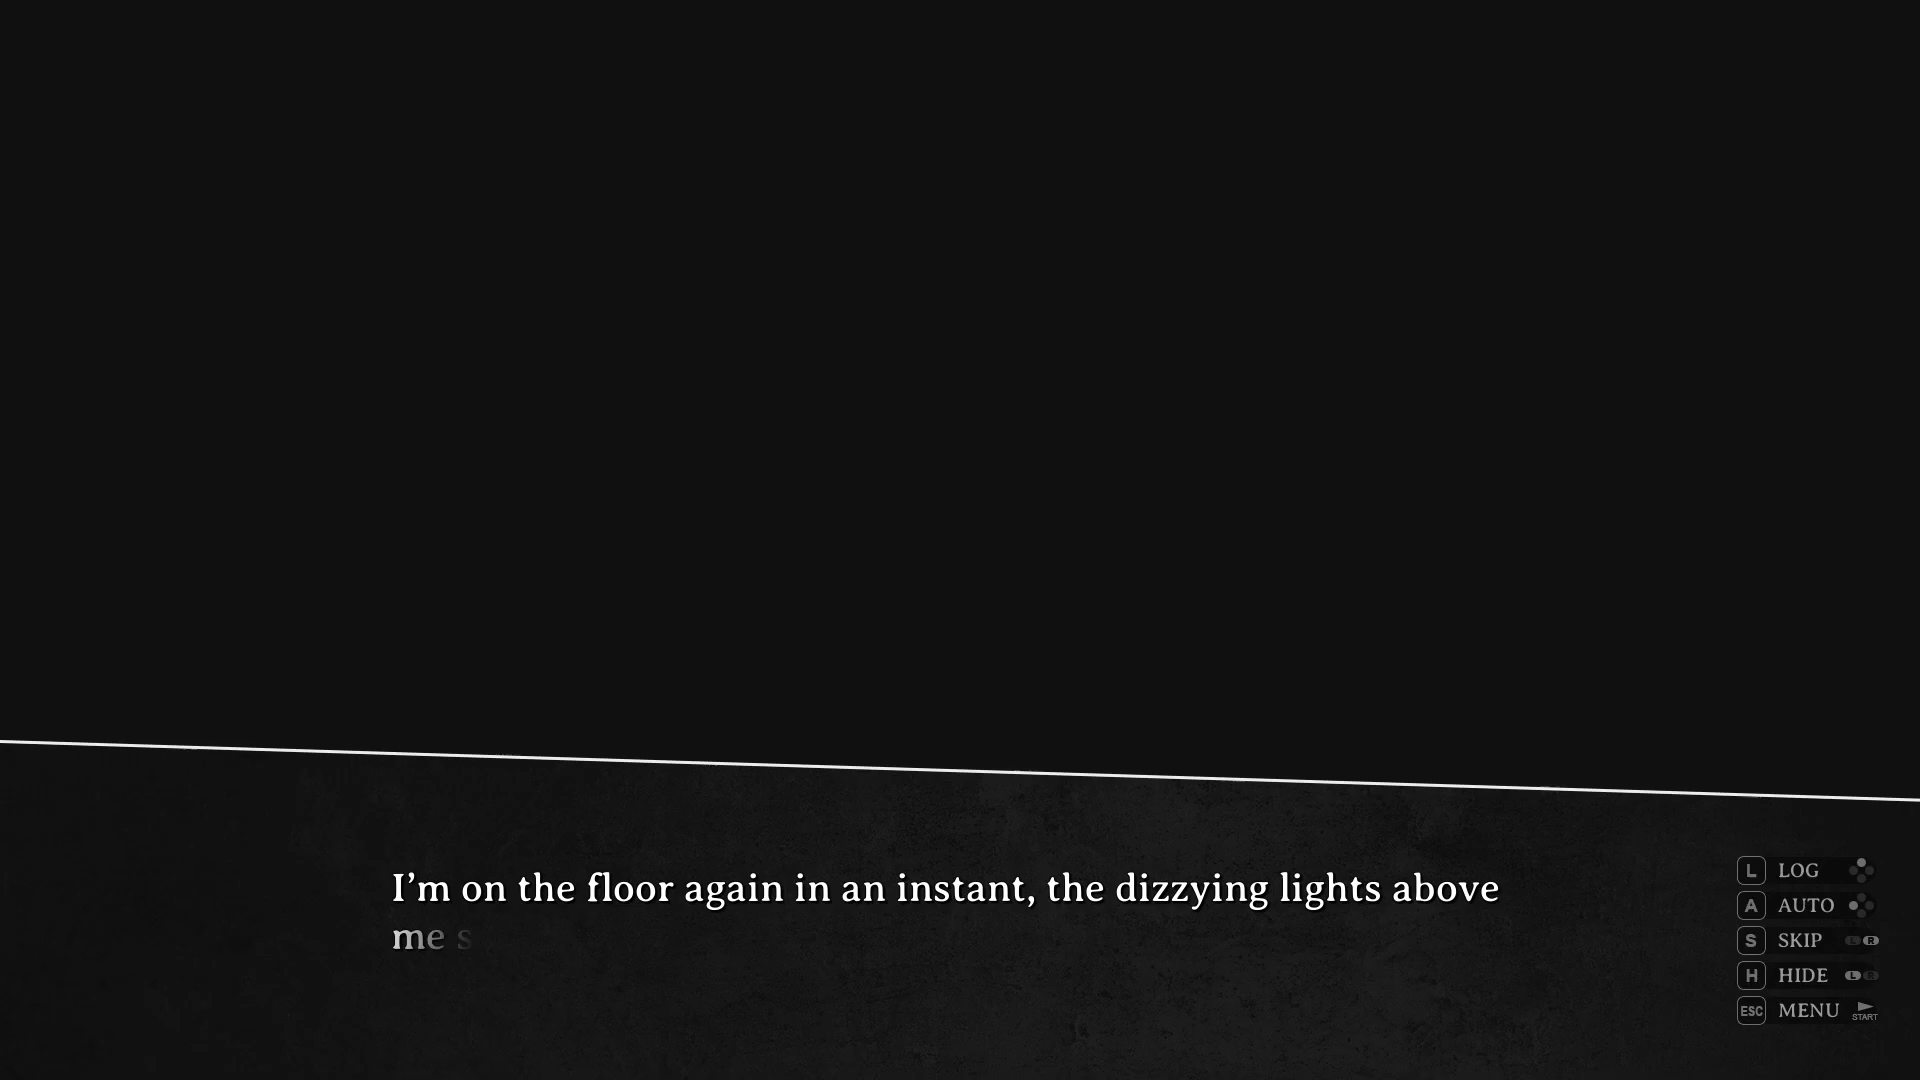 I’m on the floor again in an instant, the dizzying lights above
me s
L LOG
A AUTO
S SKIP L R
H HIDE L R
ESC MENU START